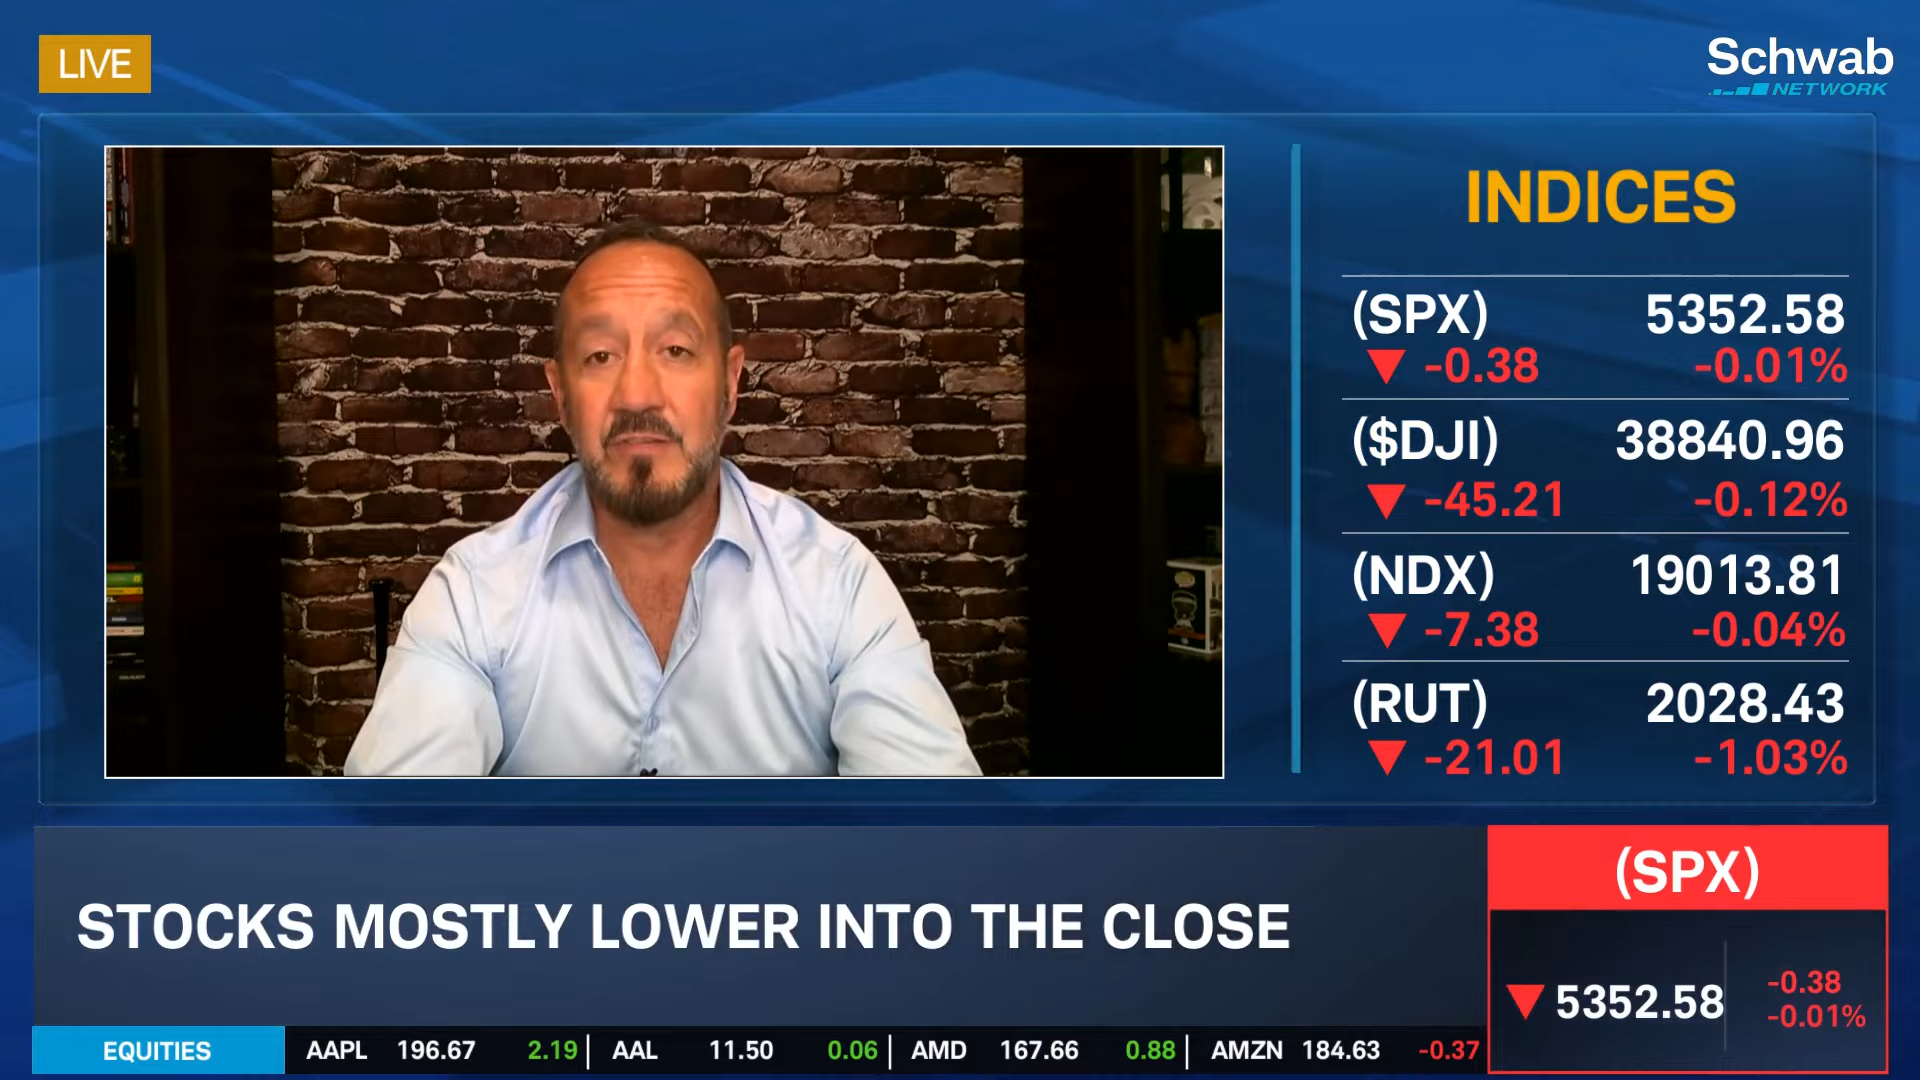 LIVE
Schwab
NETWORK
INDICES
(SPX) 5352.58
▼ -0.38 -0.01%
($DJI) 38840.96
▼ -45.21 -0.12%
(NDX) 19013.81
▼ -7.38 -0.04%
(RUT) 2028.43
▼ -21.01 -1.03%
STOCKS MOSTLY LOWER INTO THE CLOSE
(SPX)
▼ 5352.58
-0.38
-0.01%
EQUITIES AAPL 196.67 2.19 | AAL 11.50 0.06 | AMD 167.66 0.88 | AMZN 184.63 -0.37